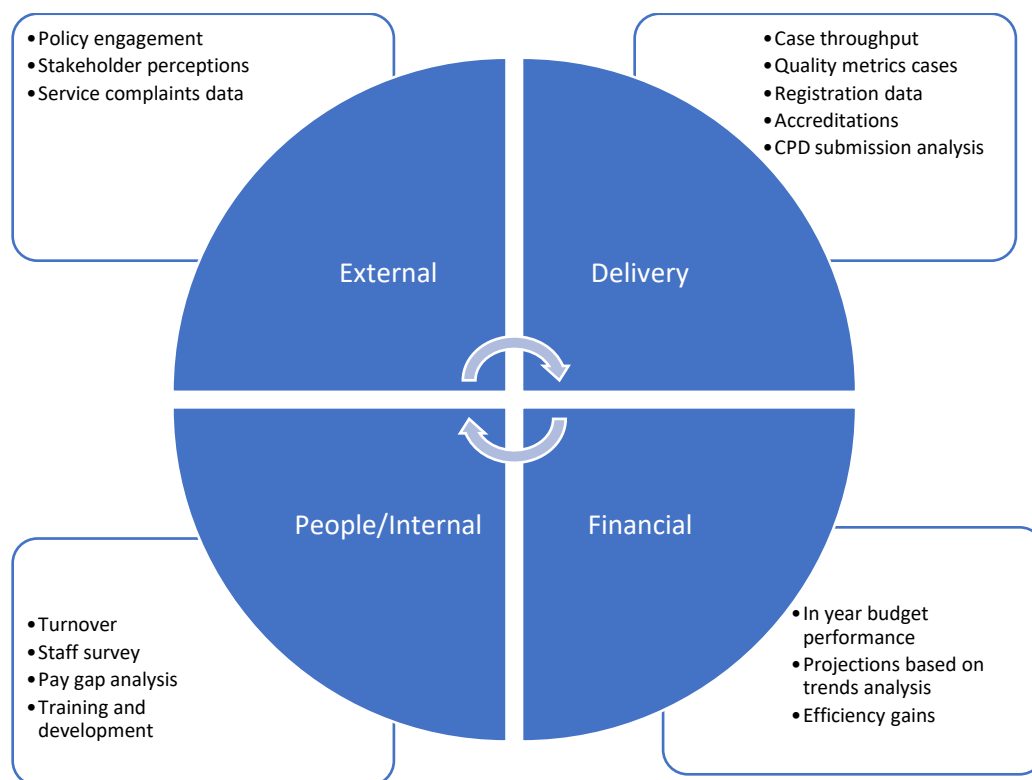 •Policy engagement
•Stakeholder perceptions
•Service complaints data
•Case throughput
•Quality metrics cases
•Registration data
•Accreditations
•CPD submission analysis
External
Delivery
People/Internal
Financial
•Turnover
•Staff survey
•Pay gap analysis
•Training and
development
•In year budget
performance
•Projections based on
trends analysis
•Efficiency gains